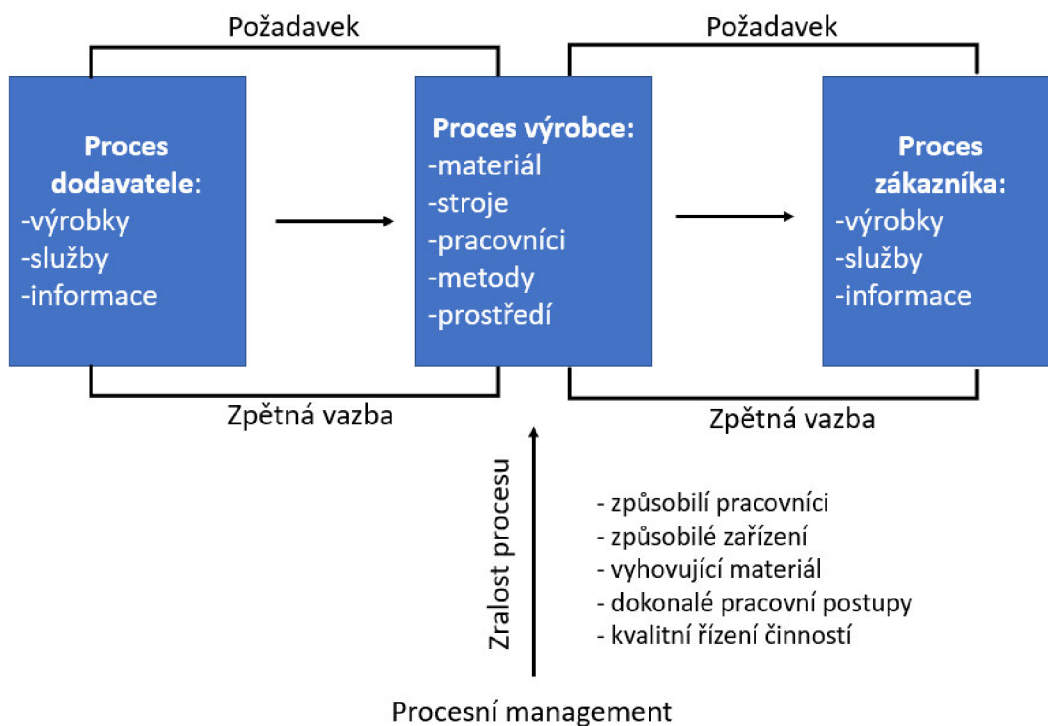 Požadavek
Požadavek
Proces
dodavatele:
-výrobky
-služby
-informace
Proces výrobce:
-materiál
-stroje
-pracovníci
-metody
-prostředí
Proces
zákazníka:
-výrobky
-služby
-informace
Zpětná vazba
Zpětná vazba
Zralost procesu
- způsobilí pracovníci
- způsobilé zařízení
- vyhovující materiál
- dokonalé pracovní postupy
- kvalitní řízení činností
Procesní management